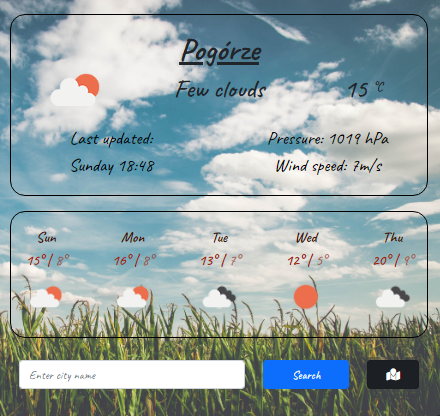 Pogórze
Few clouds 15 °C
Last updated: Pressure: 1019 hPa
Sunday 18:48 Wind speed: 7m/s
Sun Mon Tue Wed Thu
15°/ 8° 16°/ 8° 13°/ 7° 12°/ 5° 20°/ 9°
Enter city name Search